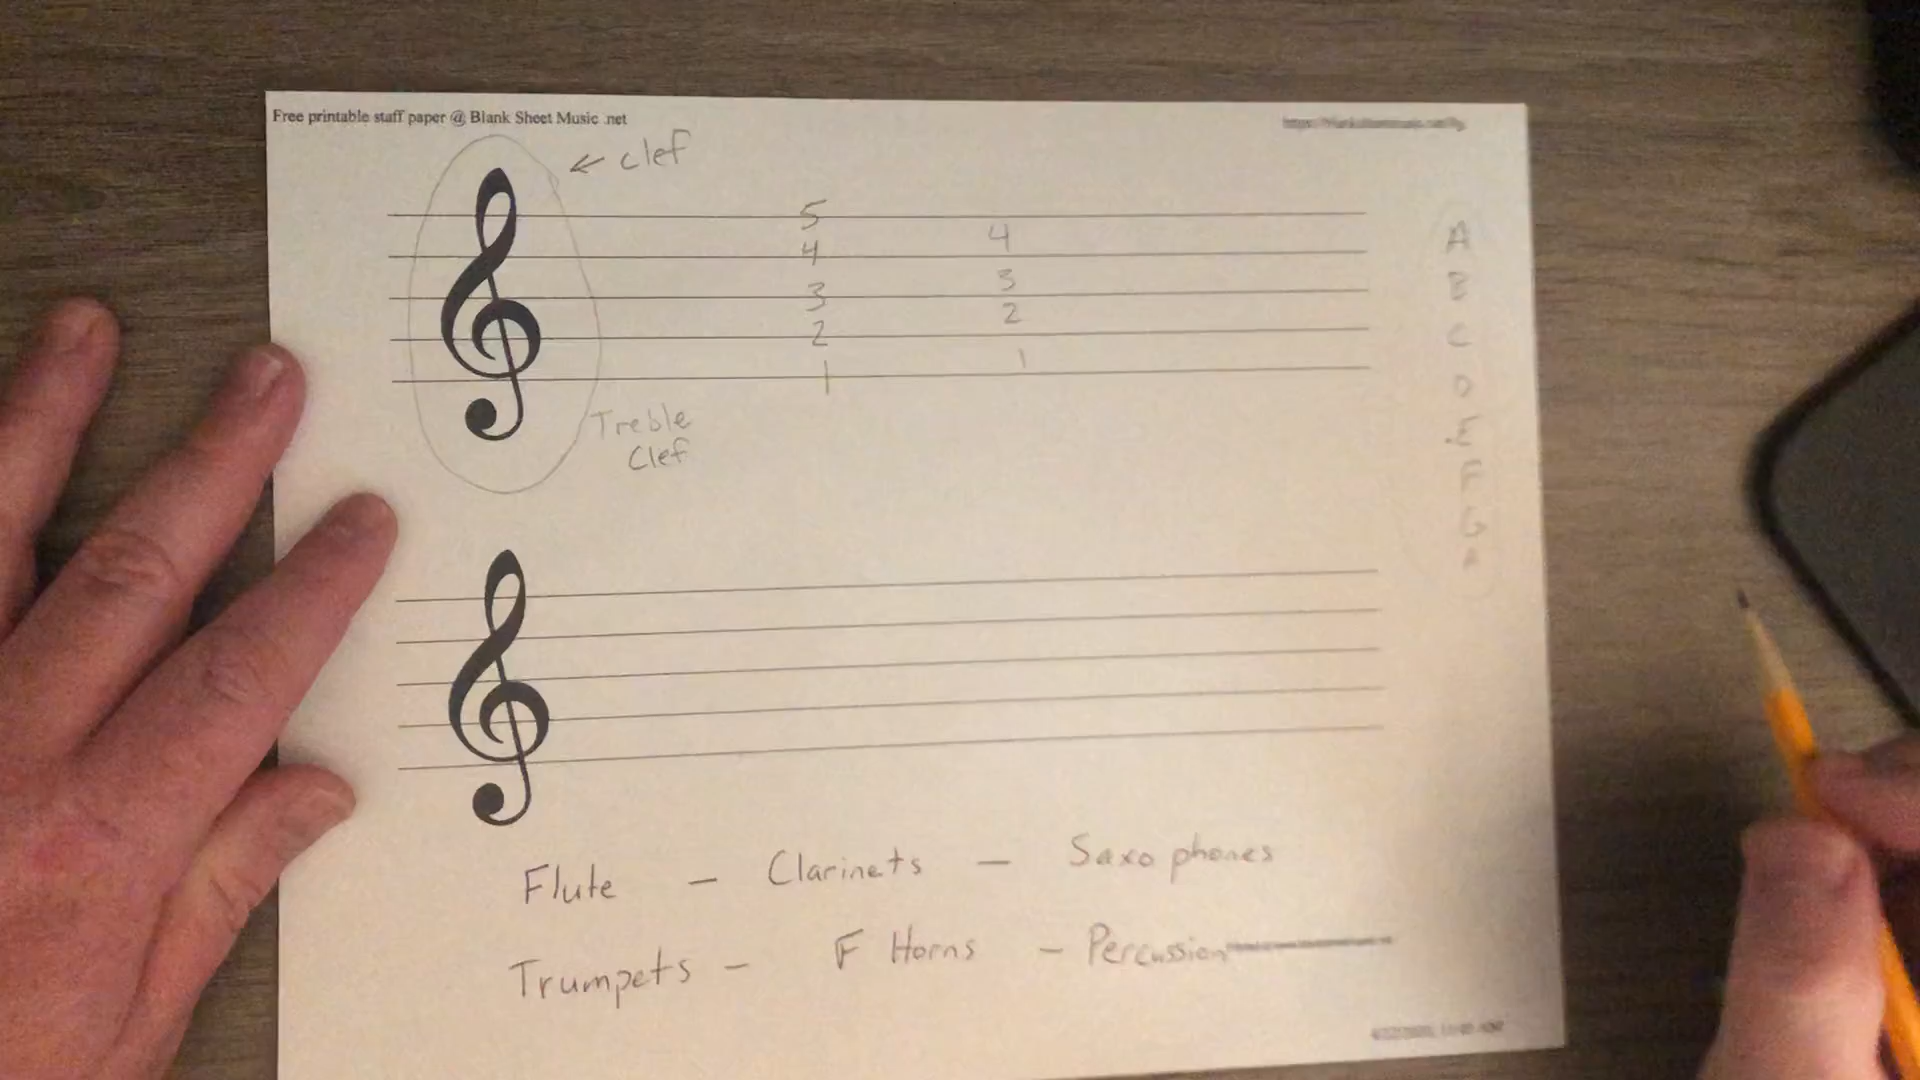 Free printable staff paper @ Blank Sheet Music .net
← clef
5
4 4
3 3
2 2
1 1
Treble
Clef
A
B
C
D
E
F
G
A
Flute – Clarinets – Saxophones
Trumpets – F Horns – Percussion